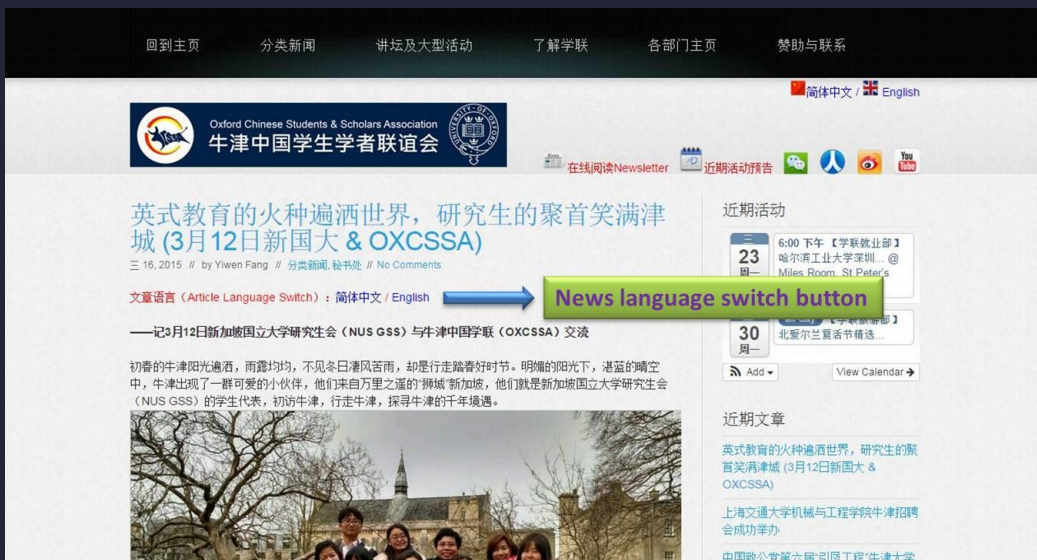 回到主页 分类新闻 讲坛及大型活动 了解学联 各部门主页 赞助与联系
简体中文 / English
Oxford Chinese Students & Scholars Association
牛津中国学生学者联谊会
在线阅读Newsletter 近期活动预告 You Tube
英式教育的火种遍洒世界，研究生的聚首笑满津
城 (3月12日新国大 & OXCSSA)
三 16, 2015 // by Yiwen Fang // 分类新闻, 秘书处 // No Comments
文章语言（Article Language Switch）：简体中文 / English
News language switch button
——记3月12日新加坡国立大学研究生会（NUS GSS）与牛津中国学联（OXCSSA）交流
初春的牛津阳光遍洒，雨露均均，不见冬日凄风苦雨，却是行走踏春好时节。明媚的阳光下，湛蓝的晴空
中，牛津出现了一群可爱的小伙伴，他们来自万里之遥的“狮城”新加坡，他们就是新加坡国立大学研究生会
（NUS GSS）的学生代表，初访牛津，行走牛津，探寻牛津的千年境遇。
近期活动
三
23
周一
6:00 下午【学联就业部】
哈尔滨工业大学深圳... @
Miles Room, St Peter's
30
周一
北爱尔兰复活节精选...
Add
View Calendar
近期文章
英式教育的火种遍洒世界，研究生的聚
首笑满津城 (3月12日新国大 &
OXCSSA)
上海交通大学机械与工程学院牛津招聘
会成功举办